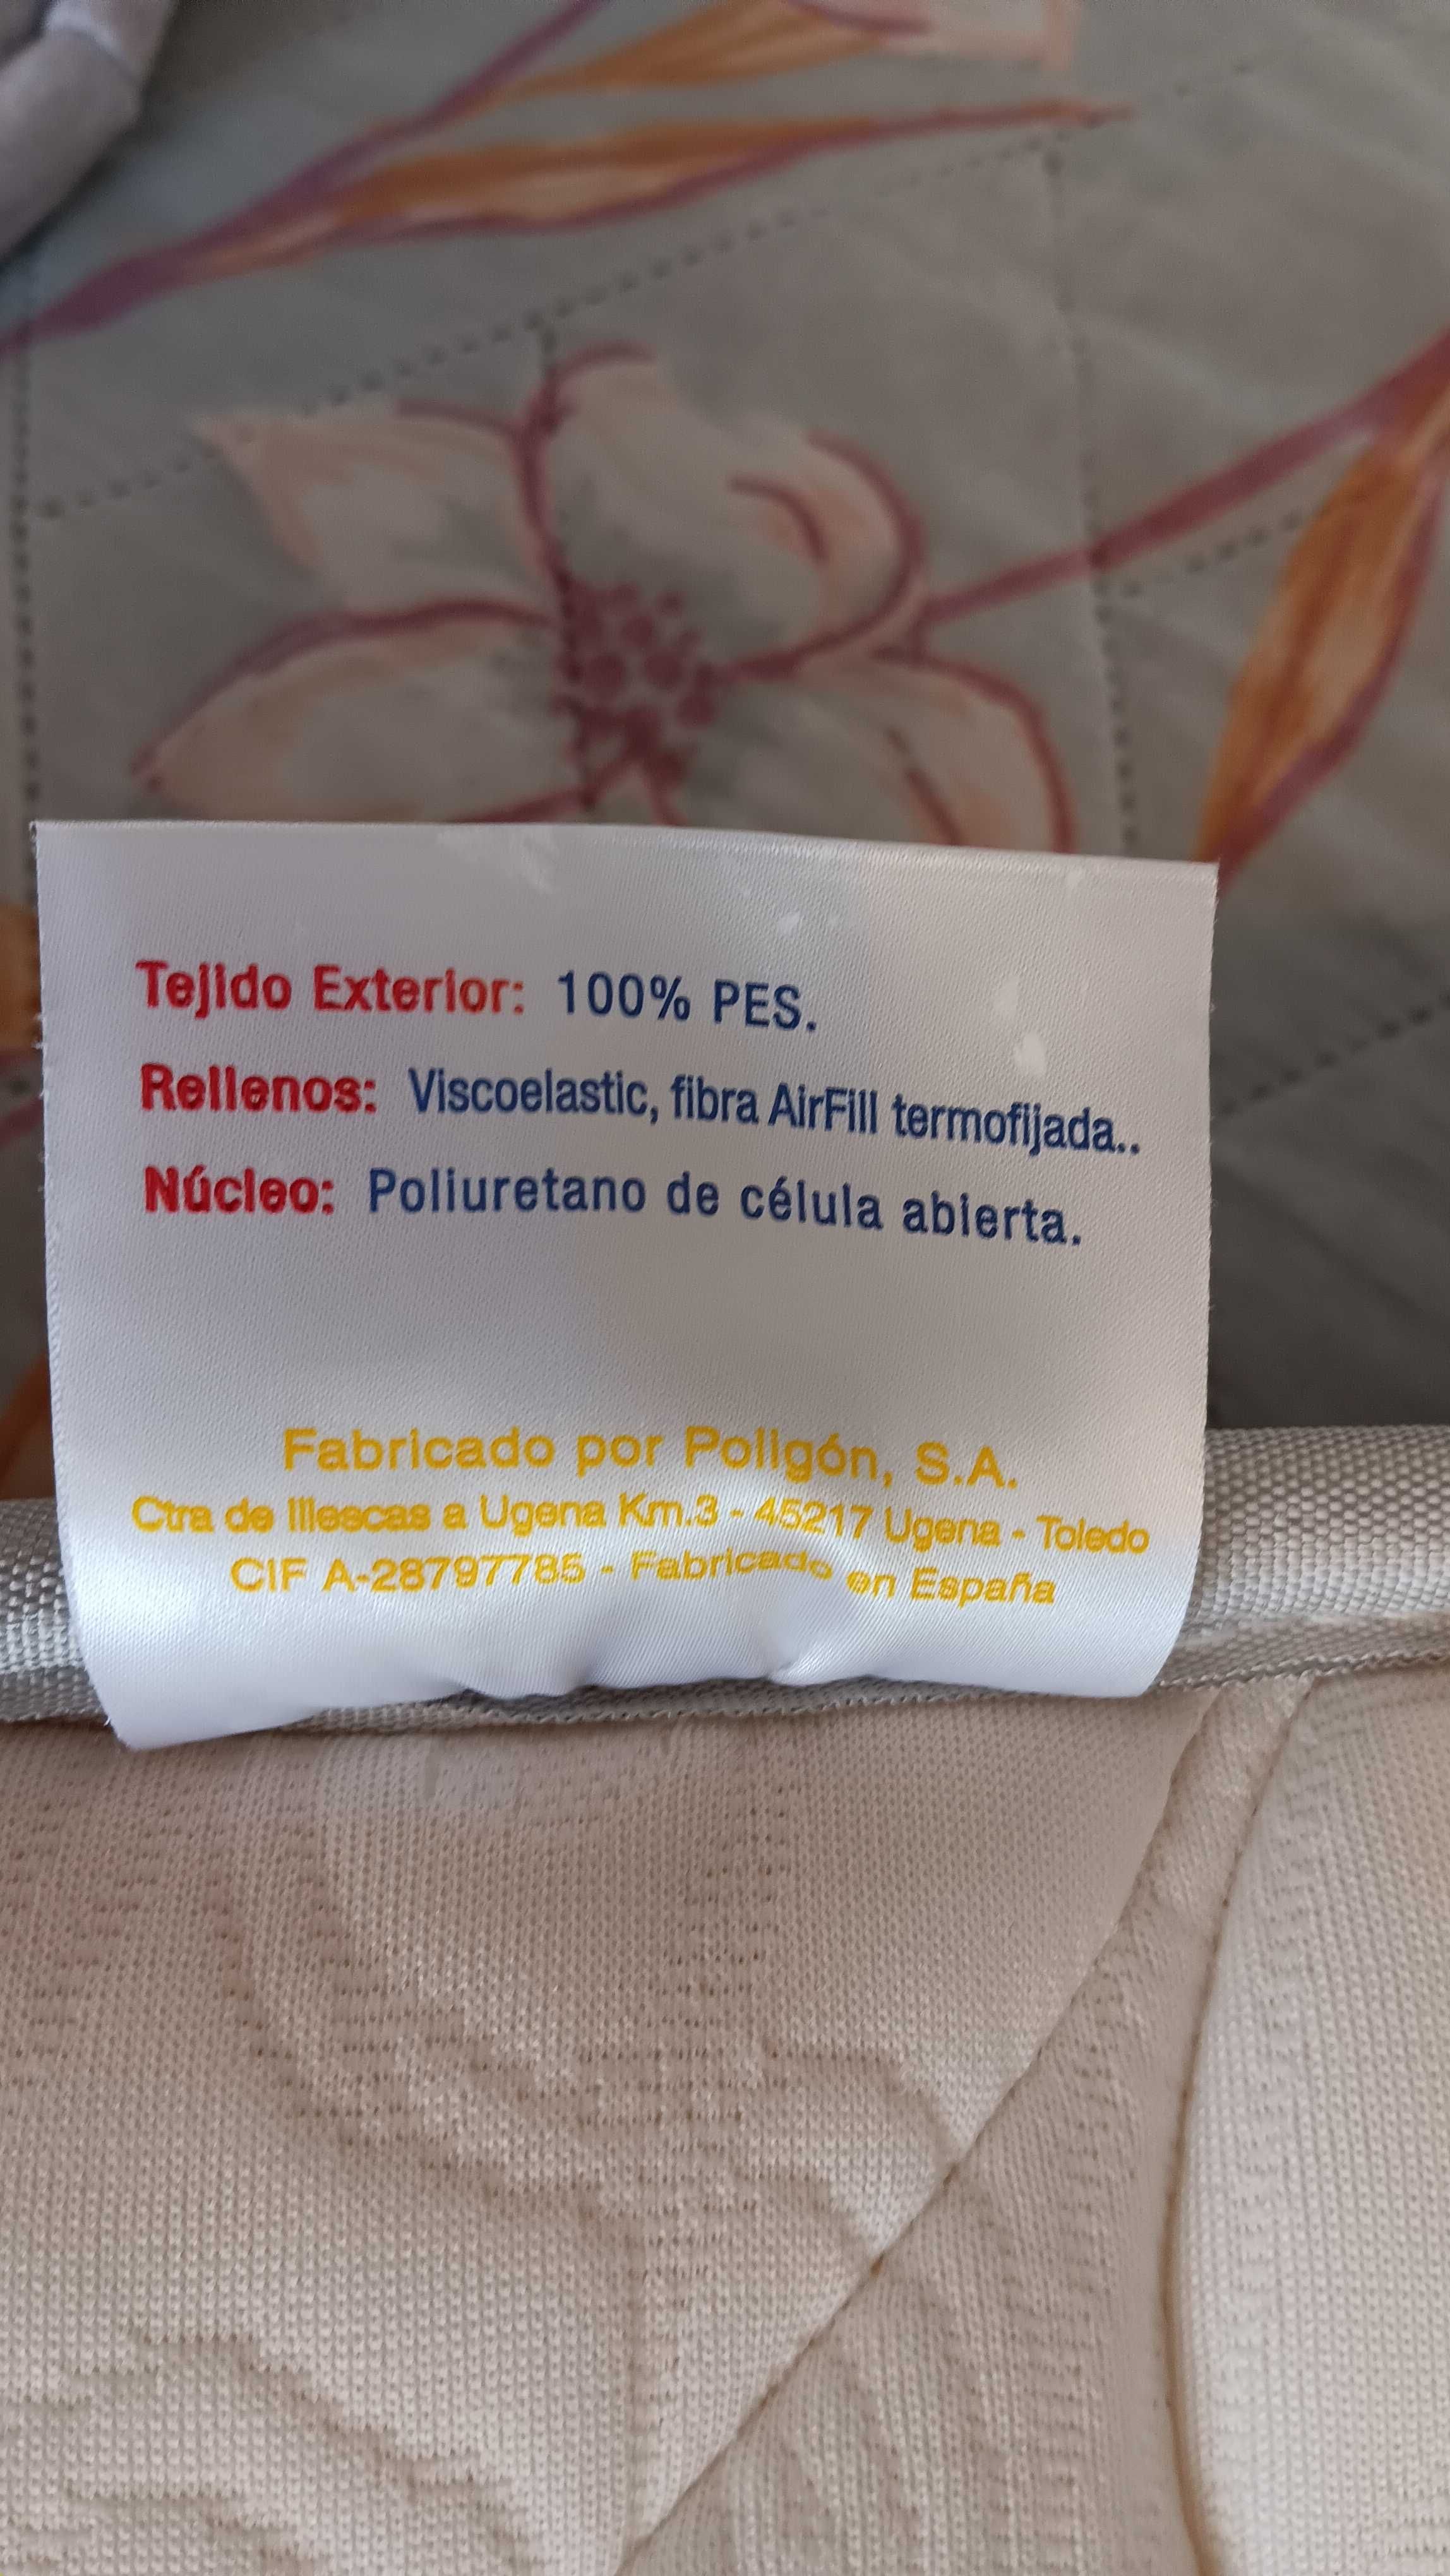 Tejido Exterior: 100% PES.
Rellenos: Viscoelastic, fibra AirFill termofijada..
Núcleo: Poliuretano de célula abierta.
Fabricado por Poligón, S.A.
Ctra de Illescas a Ugena Km.3 - 45217 Ugena - Toledo
CIF A-28797785 - Fabricado en España